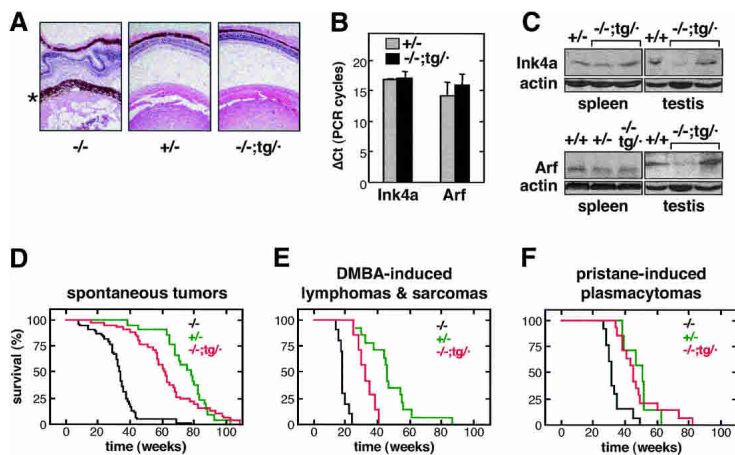 A
*
-/-
+/-
-/-;tg/·
B
+/-
-/-;tg/·
ΔCt (PCR cycles)
20
15
10
5
0
Ink4a
Arf
C
+/-
-/-;tg/·
+/+
-/-;tg/·
Ink4a
actin
spleen
testis
+/+
+/-
-/-
tg/·
+/+
-/-;tg/·
Arf
actin
spleen
testis
D
spontaneous tumors
survival (%)
100
75
50
25
0
-/-
+/-
-/-;tg/·
0 20 40 60 80 100
time (weeks)
E
DMBA-induced
lymphomas & sarcomas
100
75
50
25
0
-/-
+/-
-/-;tg/·
0 20 40 60 80 100
time (weeks)
F
pristane-induced
plasmacytomas
100
75
50
25
0
-/-
+/-
-/-;tg/·
0 20 40 60 80 100
time (weeks)